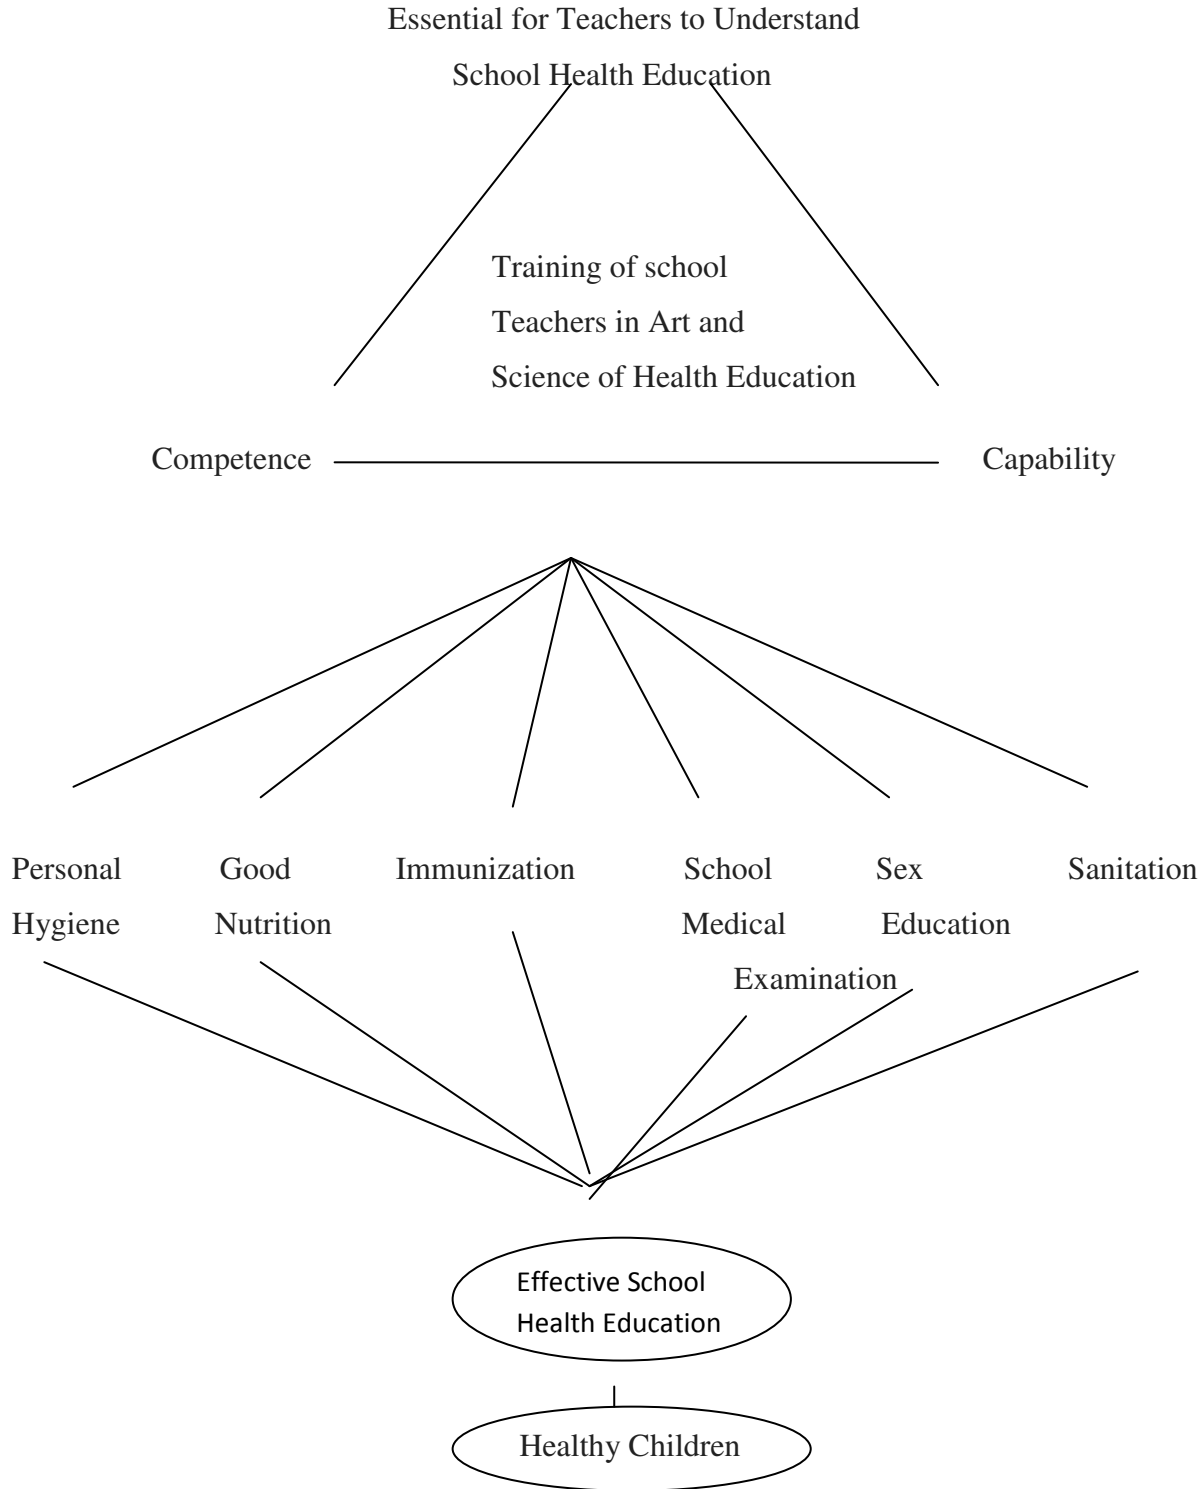 Essential for Teachers to Understand
School Health Education
Training of school
Teachers in Art and
Science of Health Education
Competence
Capability
Personal
Hygiene
Good
Nutrition
Immunization
School
Medical
Examination
Sex
Education
Sanitation
Effective School
Health Education
Healthy Children